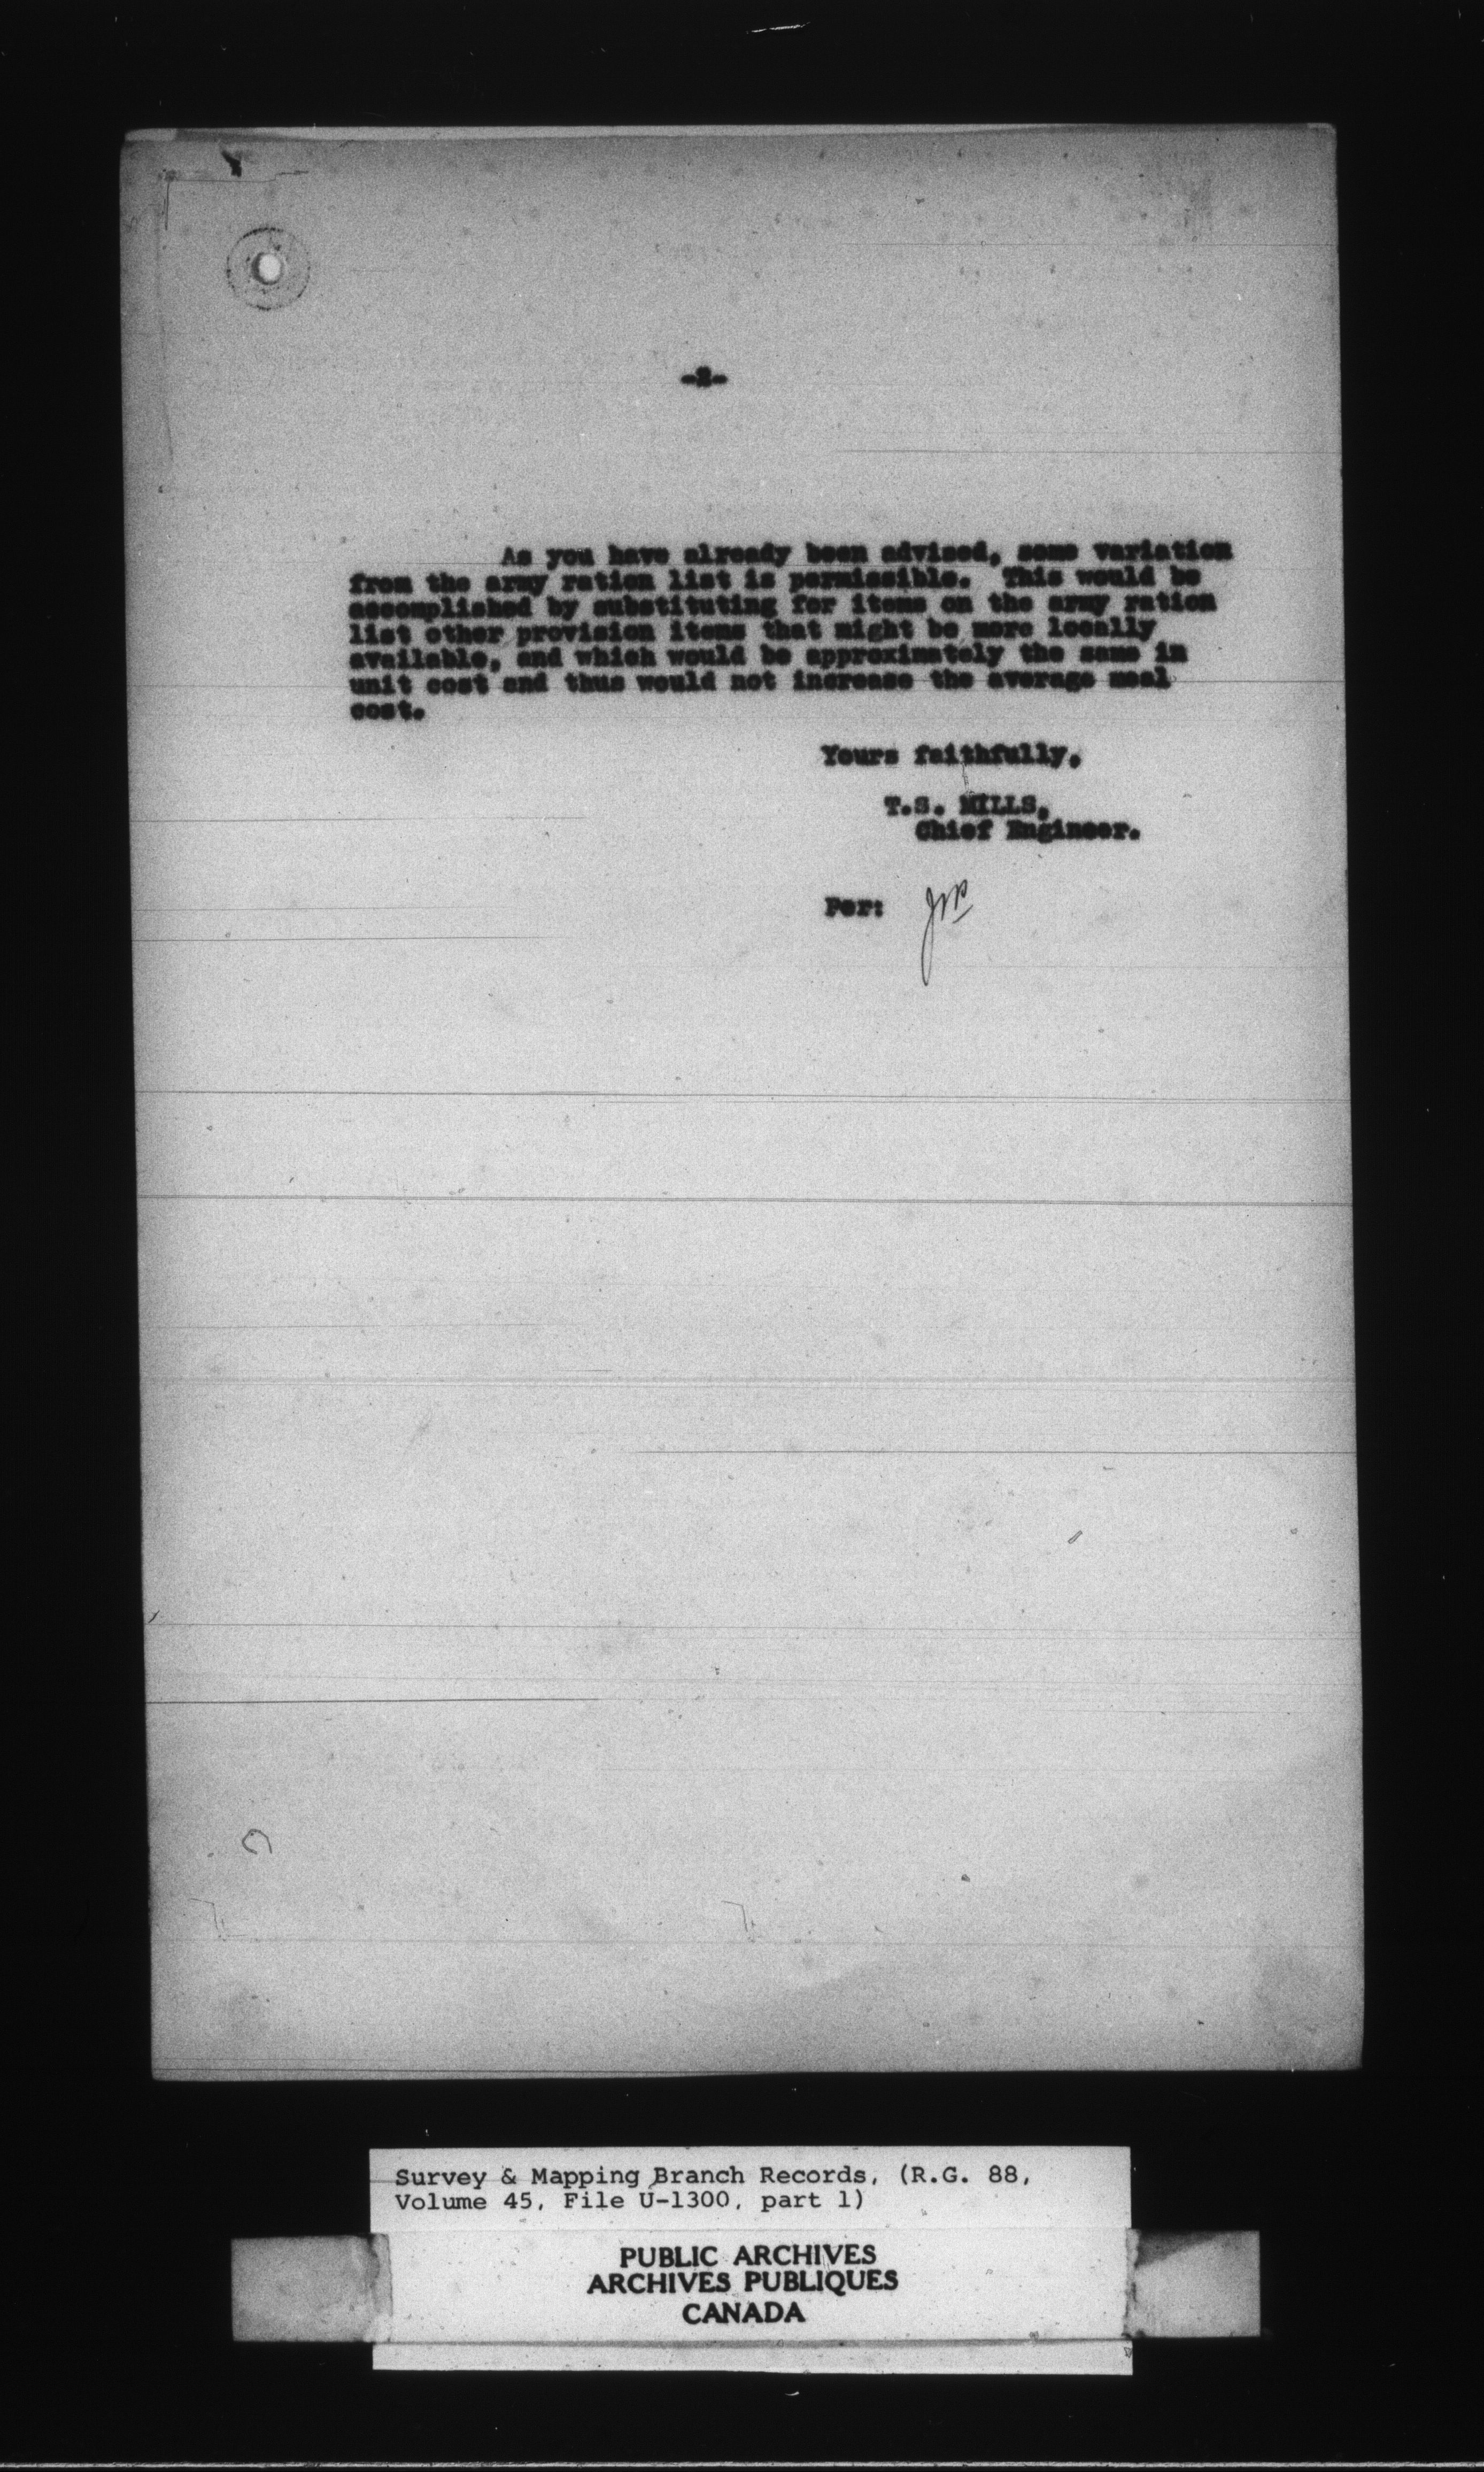 -2-
As you have already been advised, some variation
from the army ration list is permissible. This would be
accomplished by substituting for items on the army ration
list other provision items that might be more locally
available, and which would be approximately the same in
unit cost and thus would not increase the average meal
cost.
Yours faithfully,
T.S. MILLS,
Chief Engineer.
Per:
Survey & Mapping Branch Records, (R.G. 88,
Volume 45, File U-1300, part 1)
PUBLIC ARCHIVES
ARCHIVES PUBLIQUES
CANADA